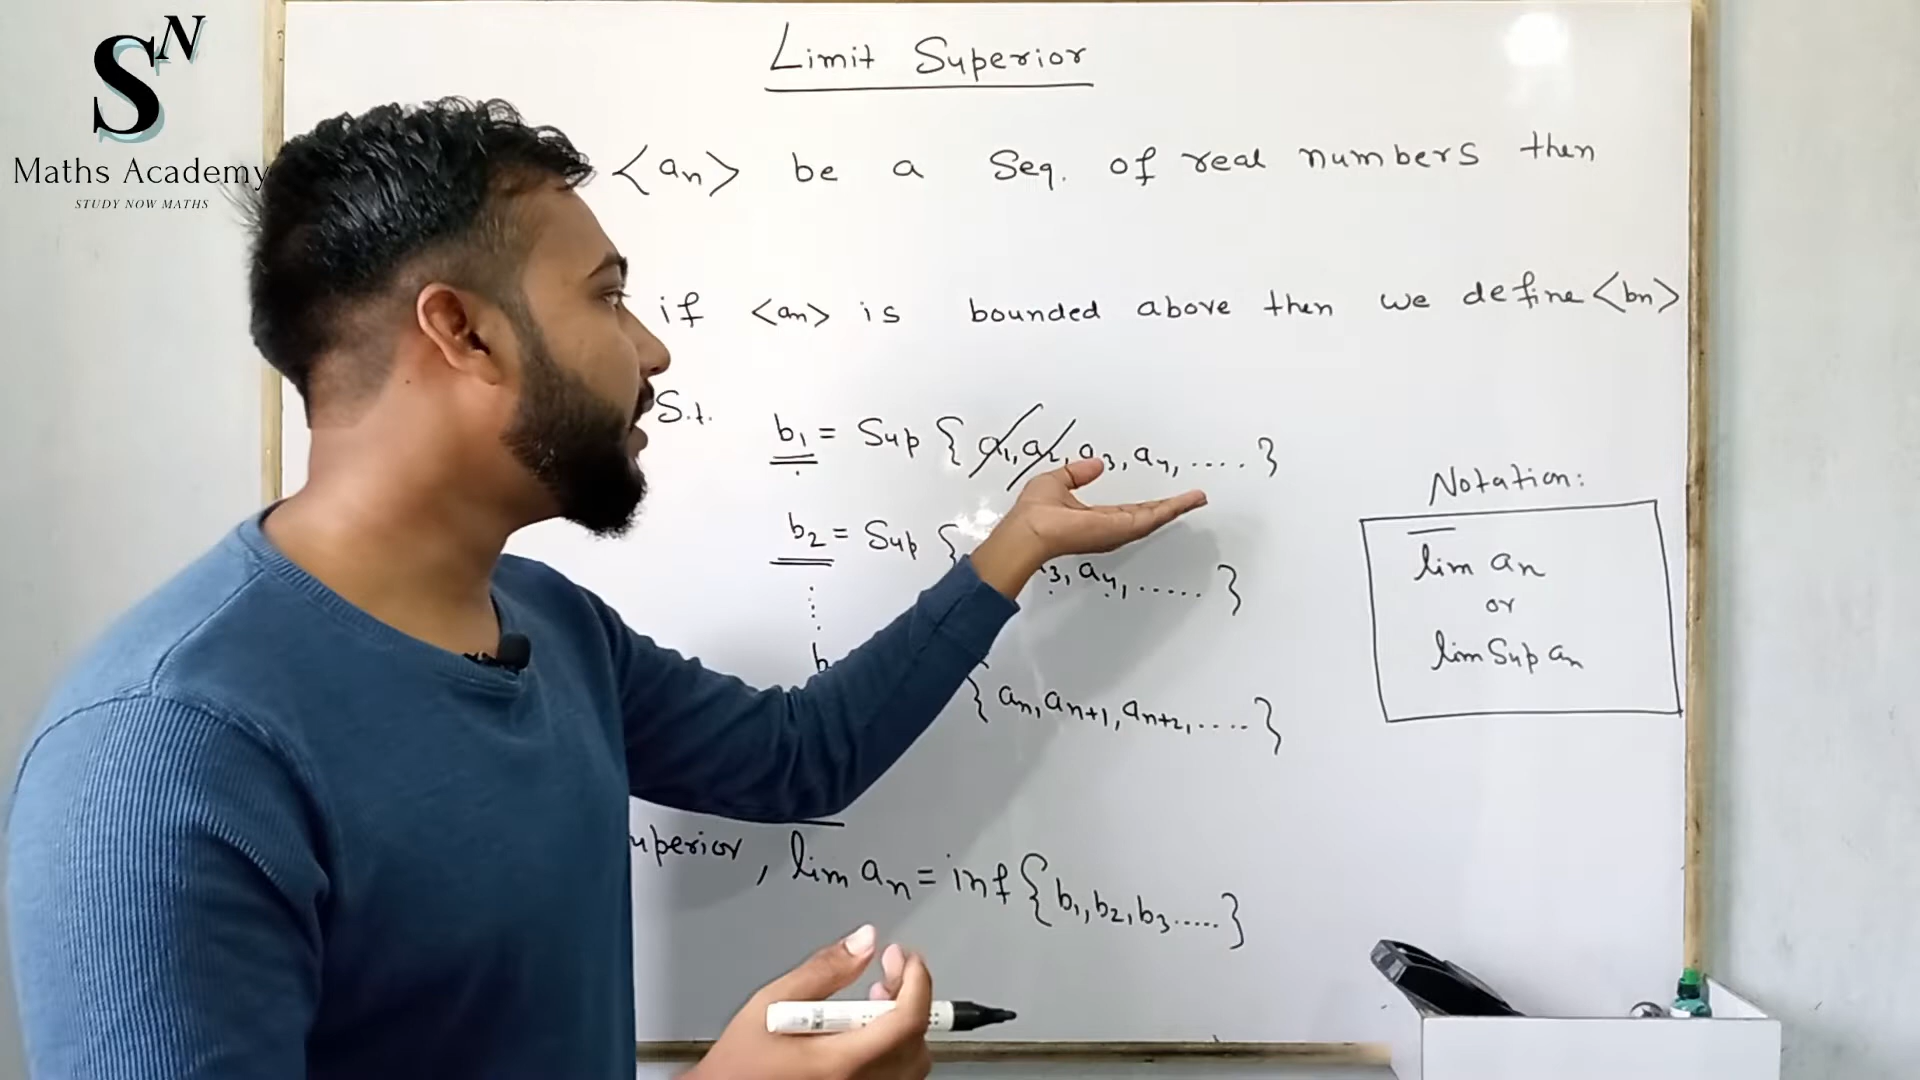 SN
Maths Academy
STUDY NOW MATHS
Limit Superior
<an> be a Seq. of real numbers then
if <an> is bounded above then we define <bn>
S.t.
b1 = Sup { a1, a2, a3, a4, ..... }
b2 = Sup { 3, a4, ...... }
b
{ an, an+1, an+2, ..... }
uperior, lim an = inf { b1, b2, b3 ..... }
Notation:
lim an
or
lim Sup an